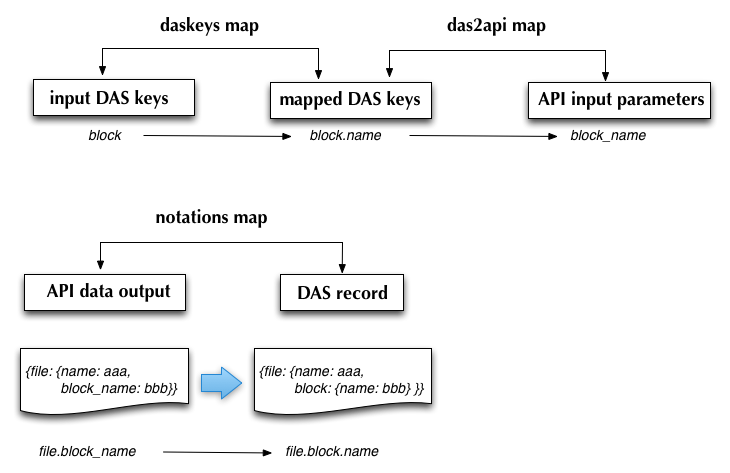 daskeys map
das2api map
input DAS keys
mapped DAS keys
API input parameters
block
block.name
block_name
notations map
API data output
DAS record
{file: {name: aaa,
block_name: bbb}}
{file: {name: aaa,
block: {name: bbb} }}
file.block_name
file.block.name